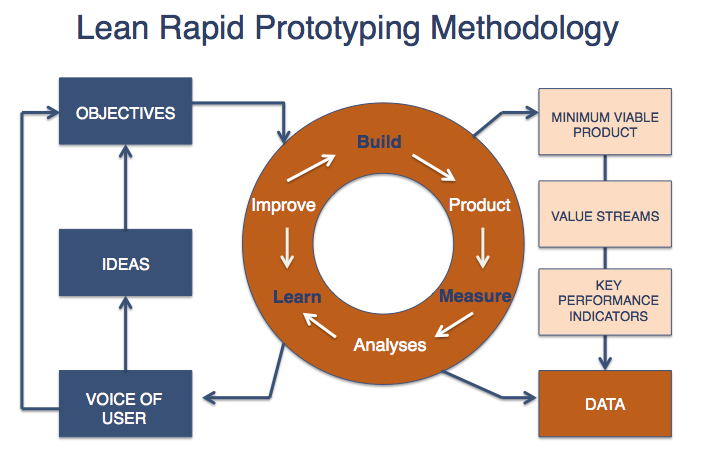 Lean Rapid Prototyping Methodology
OBJECTIVES
IDEAS
VOICE OF
USER
Build
Product
Measure
Analyses
Learn
Improve
MINIMUM VIABLE
PRODUCT
VALUE STREAMS
KEY
PERFORMANCE
INDICATORS
DATA